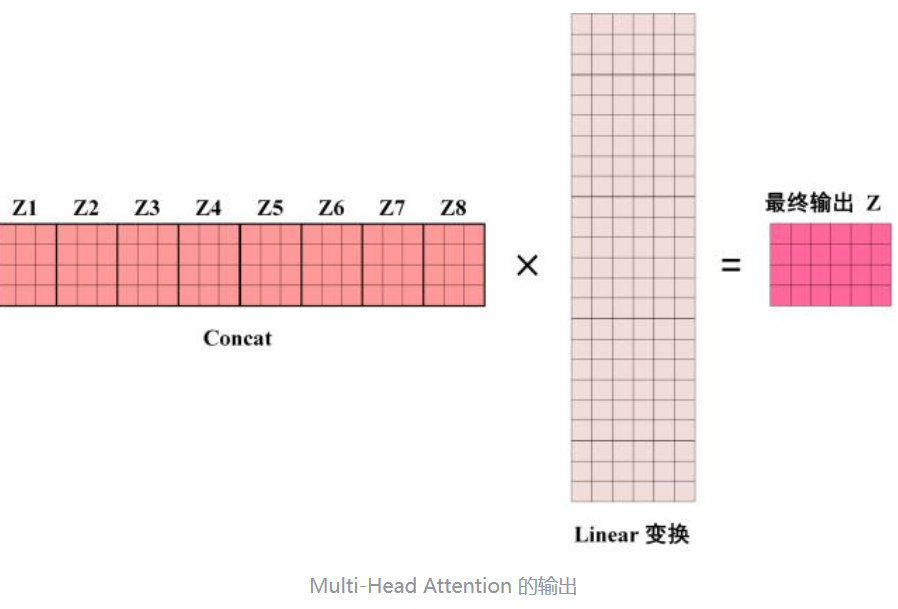 Z1 Z2 Z3 Z4 Z5 Z6 Z7 Z8
×
=
最终输出 Z
Concat
Linear 变换
Multi-Head Attention 的输出